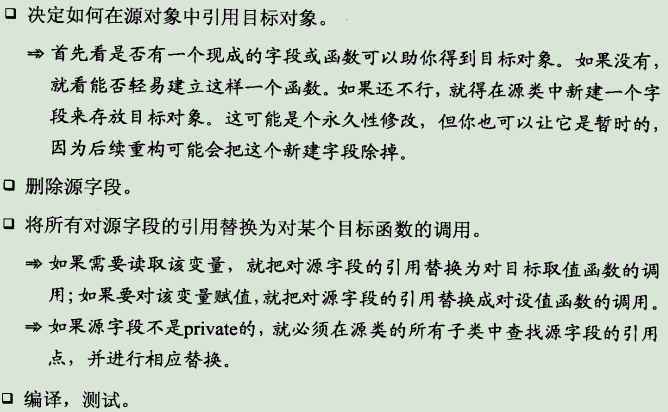 □ 决定如何在源对象中引用目标对象。
⇒ 首先看是否有一个现成的字段或函数可以助你得到目标对象。如果没有，
就看能否轻易建立这样一个函数。如果还不行，就得在源类中新建一个字
段来存放目标对象。这可能是个永久性修改，但你也可以让它是暂时的，
因为后续重构可能会把这个新建字段除掉。
□ 删除源字段。
□ 将所有对源字段的引用替换为对某个目标函数的调用。
⇒ 如果需要读取该变量，就把对源字段的引用替换为对目标取值函数的调
用；如果要对该变量赋值，就把对源字段的引用替换成对设值函数的调用。
⇒ 如果源字段不是private的，就必须在源类的所有子类中查找源字段的引用
点，并进行相应替换。
□ 编译，测试。